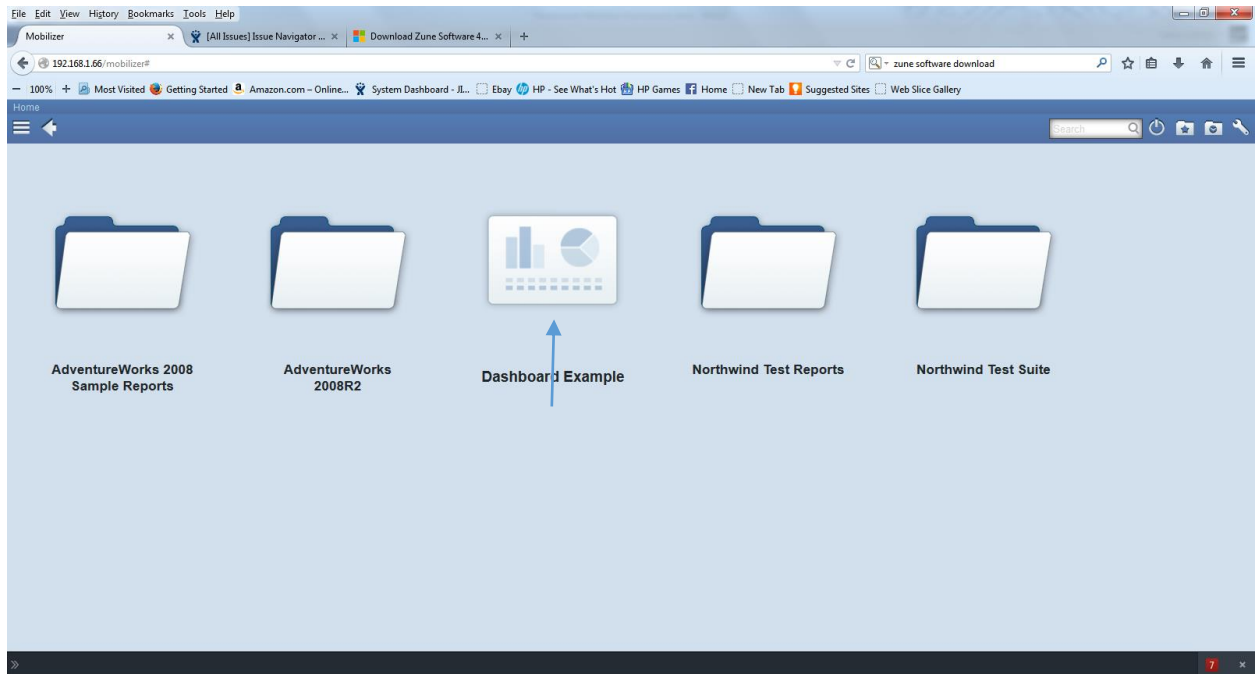 File Edit View History Bookmarks Tools Help
Mobilizer × [All Issues] Issue Navigator ... × Download Zune Software 4... × +
192.168.1.66/mobilizer# zune software download
− 100% + Most Visited Getting Started Amazon.com – Online... System Dashboard - JI... Ebay HP - See What's Hot HP Games Home New Tab Suggested Sites Web Slice Gallery
Home
Search
AdventureWorks 2008
Sample Reports
AdventureWorks
2008R2
Dashboard Example
Northwind Test Reports
Northwind Test Suite
» 7 ×